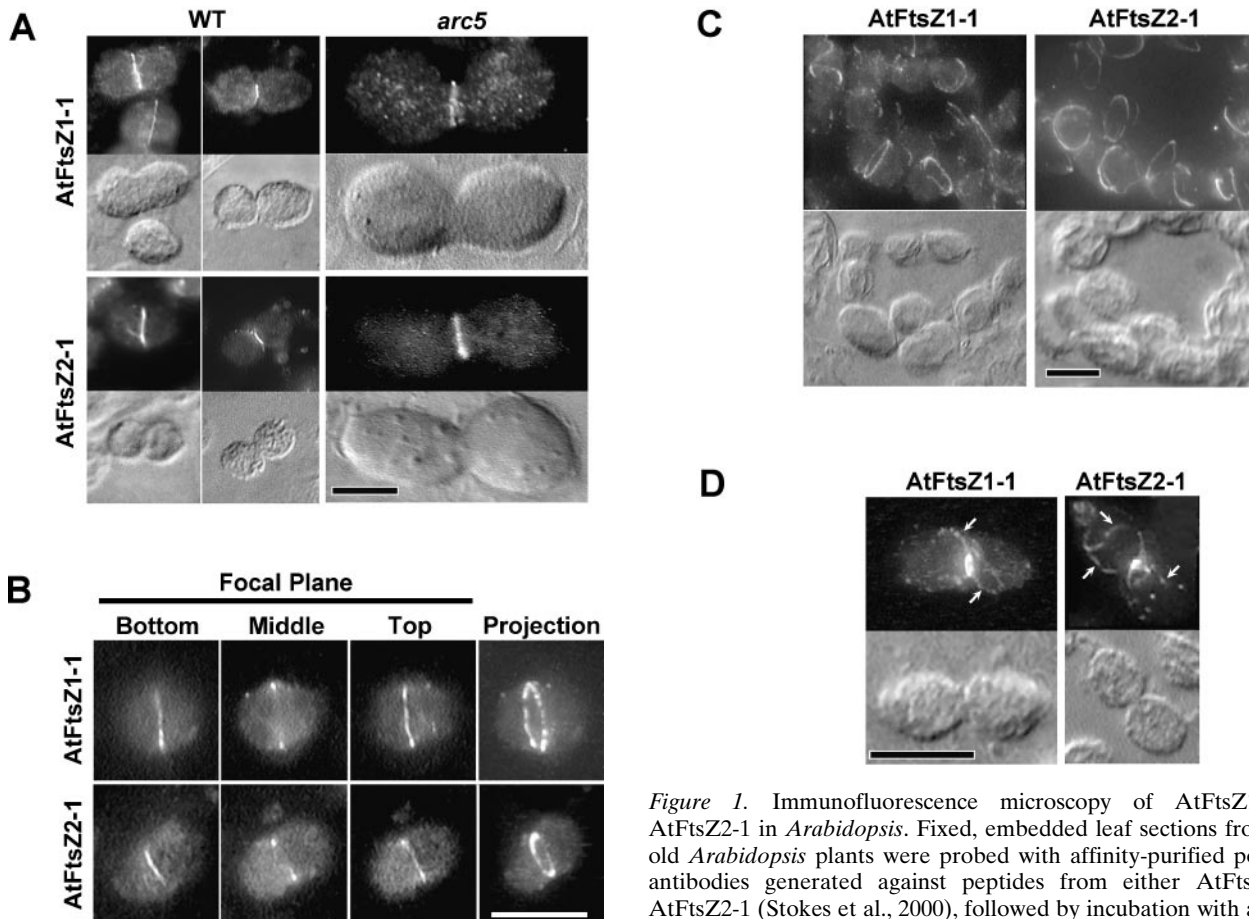 A
WT
arc5
AtFtsZ1-1
AtFtsZ2-1
B
Focal Plane
Bottom
Middle
Top
Projection
AtFtsZ1-1
AtFtsZ2-1
C
AtFtsZ1-1
AtFtsZ2-1
D
AtFtsZ1-1
AtFtsZ2-1
Figure 1. Immunofluorescence microscopy of AtFtsZ
AtFtsZ2-1 in Arabidopsis. Fixed, embedded leaf sections fro
old Arabidopsis plants were probed with affinity-purified po
antibodies generated against peptides from either AtFts
AtFtsZ2-1 (Stokes et al., 2000), followed by incubation with a